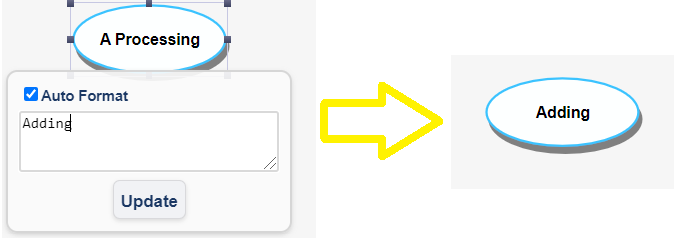 A Processing
Auto Format
Adding
Update
Adding